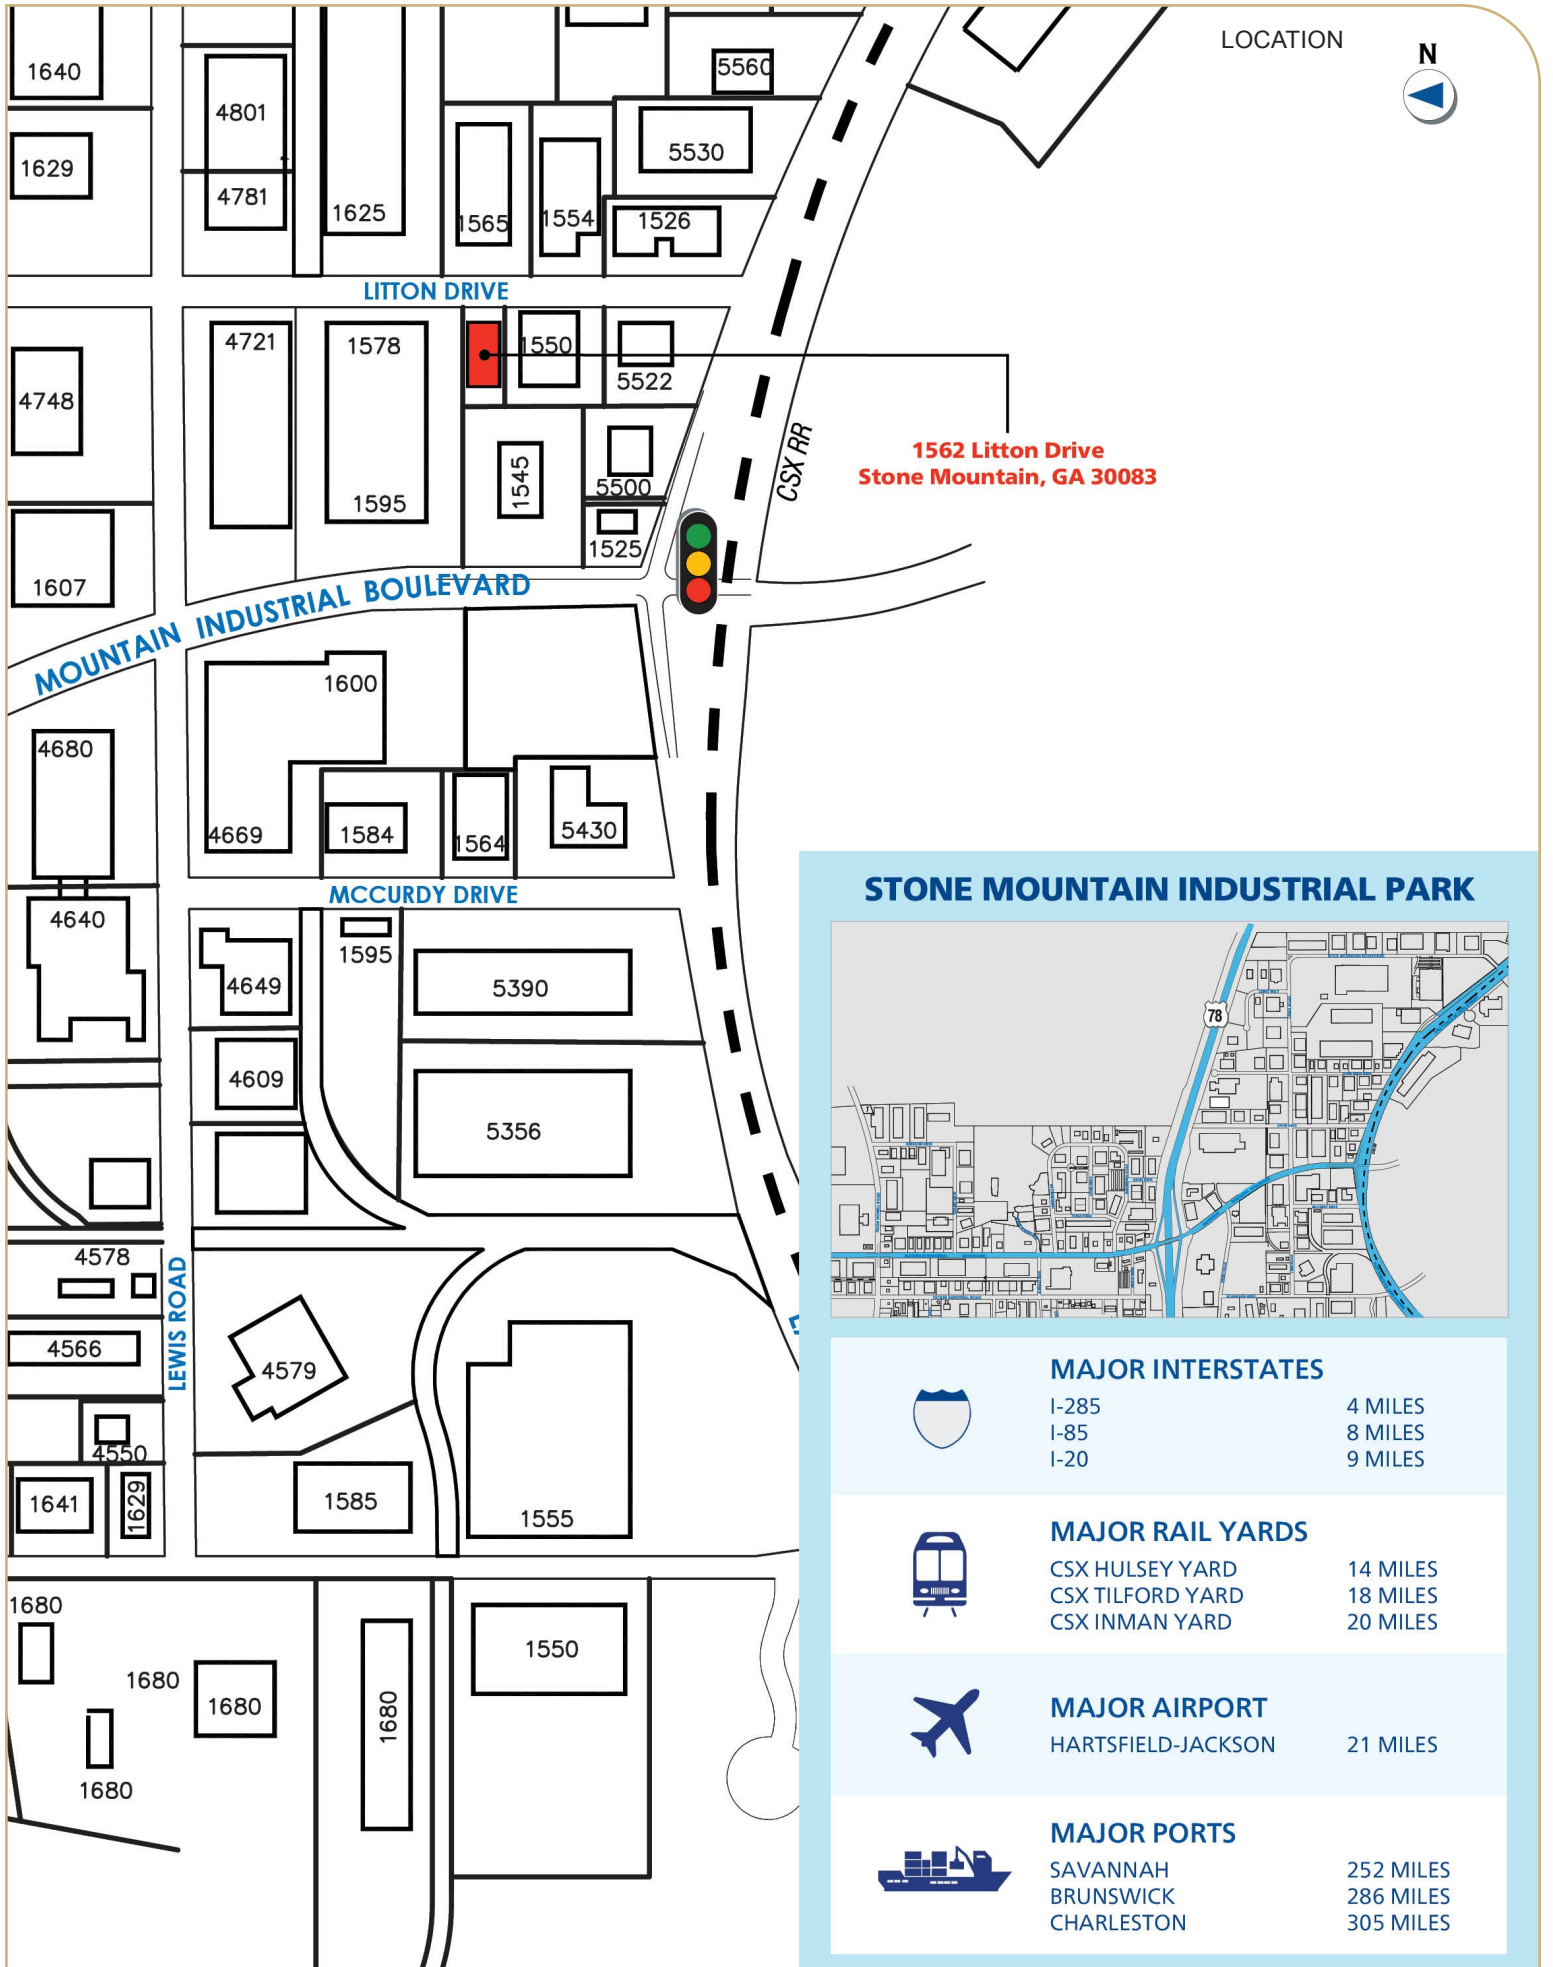 LOCATION
N
1640
4801
5560
1629
5530
4781
1625
1565
1554
1526
LITTON DRIVE
4721
1578
1550
5522
4748
CSX RR
1562 Litton Drive
Stone Mountain, GA 30083
1545
5500
1595
1525
1607
MOUNTAIN INDUSTRIAL BOULEVARD
1600
4680
4669
1584
1564
5430
MCCURDY DRIVE
4640
1595
4649
5390
4609
5356
4578
LEWIS ROAD
4566
4579
4550
1641
1629
1585
1555
1680
1680
1680
1680
1550
1680
STONE MOUNTAIN INDUSTRIAL PARK
78
MAJOR INTERSTATES
I-285 4 MILES
I-85 8 MILES
I-20 9 MILES
MAJOR RAIL YARDS
CSX HULSEY YARD 14 MILES
CSX TILFORD YARD 18 MILES
CSX INMAN YARD 20 MILES
MAJOR AIRPORT
HARTSFIELD-JACKSON 21 MILES
MAJOR PORTS
SAVANNAH 252 MILES
BRUNSWICK 286 MILES
CHARLESTON 305 MILES